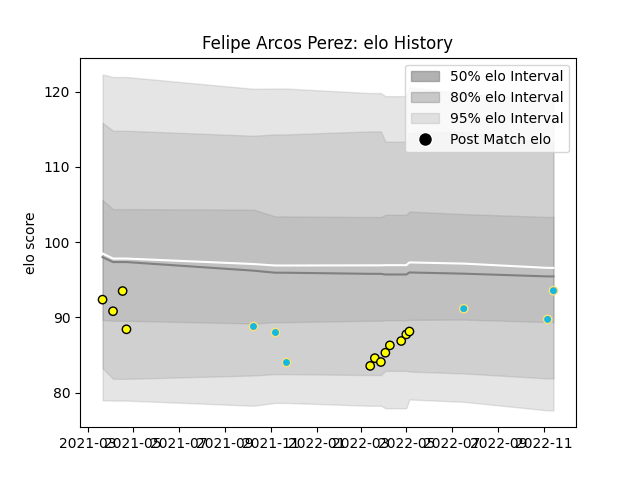 Felipe Arcos Perez: elo History
50% elo Interval
80% elo Interval
95% elo Interval
Post Match elo
elo score
120
110
100
90
80
2021-03 2021-05 2021-07 2021-09 2021-11 2022-01 2022-03 2022-05 2022-07 2022-09 2022-11